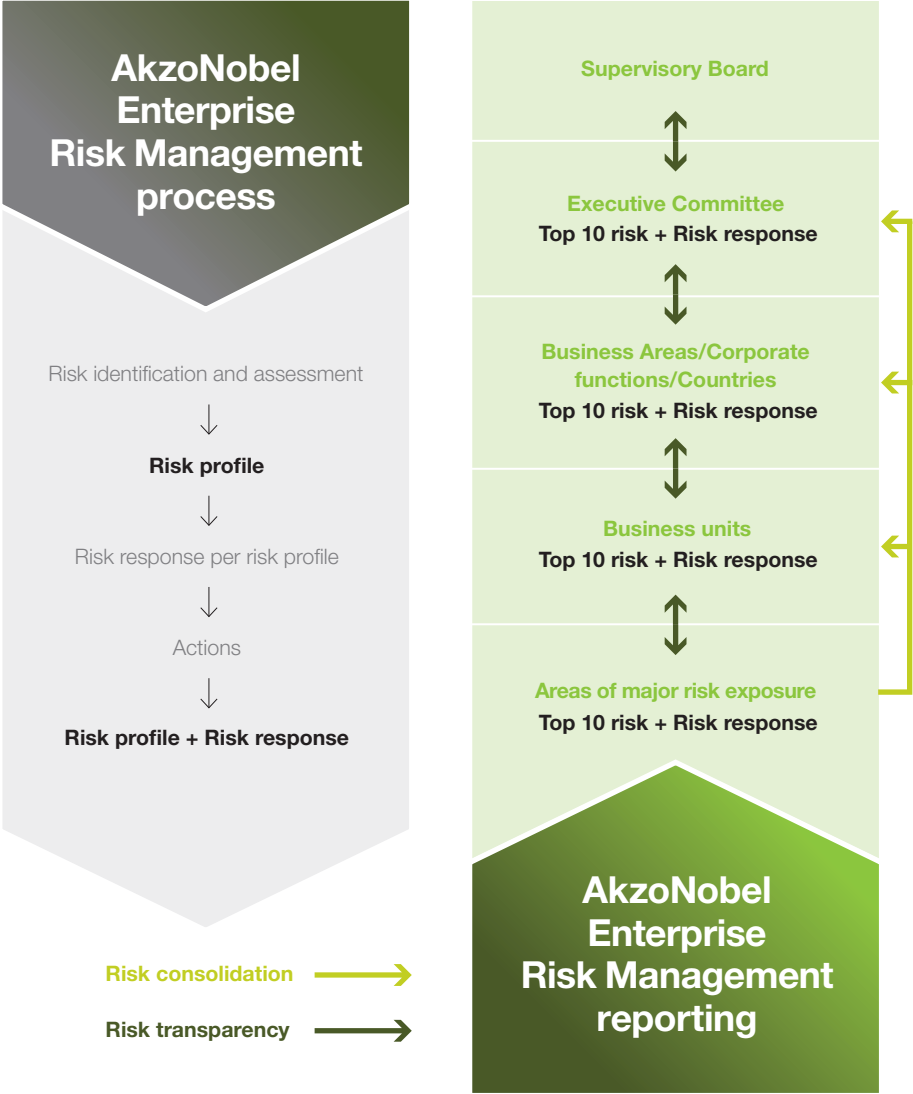 AkzoNobel
Enterprise
Risk Management
process
Risk identification and assessment
Risk profile
Risk response per risk profile
Actions
Risk profile + Risk response
Risk consolidation
Risk transparency
Supervisory Board
Executive Committee
Top 10 risk + Risk response
Business Areas/Corporate
functions/Countries
Top 10 risk + Risk response
Business units
Top 10 risk + Risk response
Areas of major risk exposure
Top 10 risk + Risk response
AkzoNobel
Enterprise
Risk Management
reporting